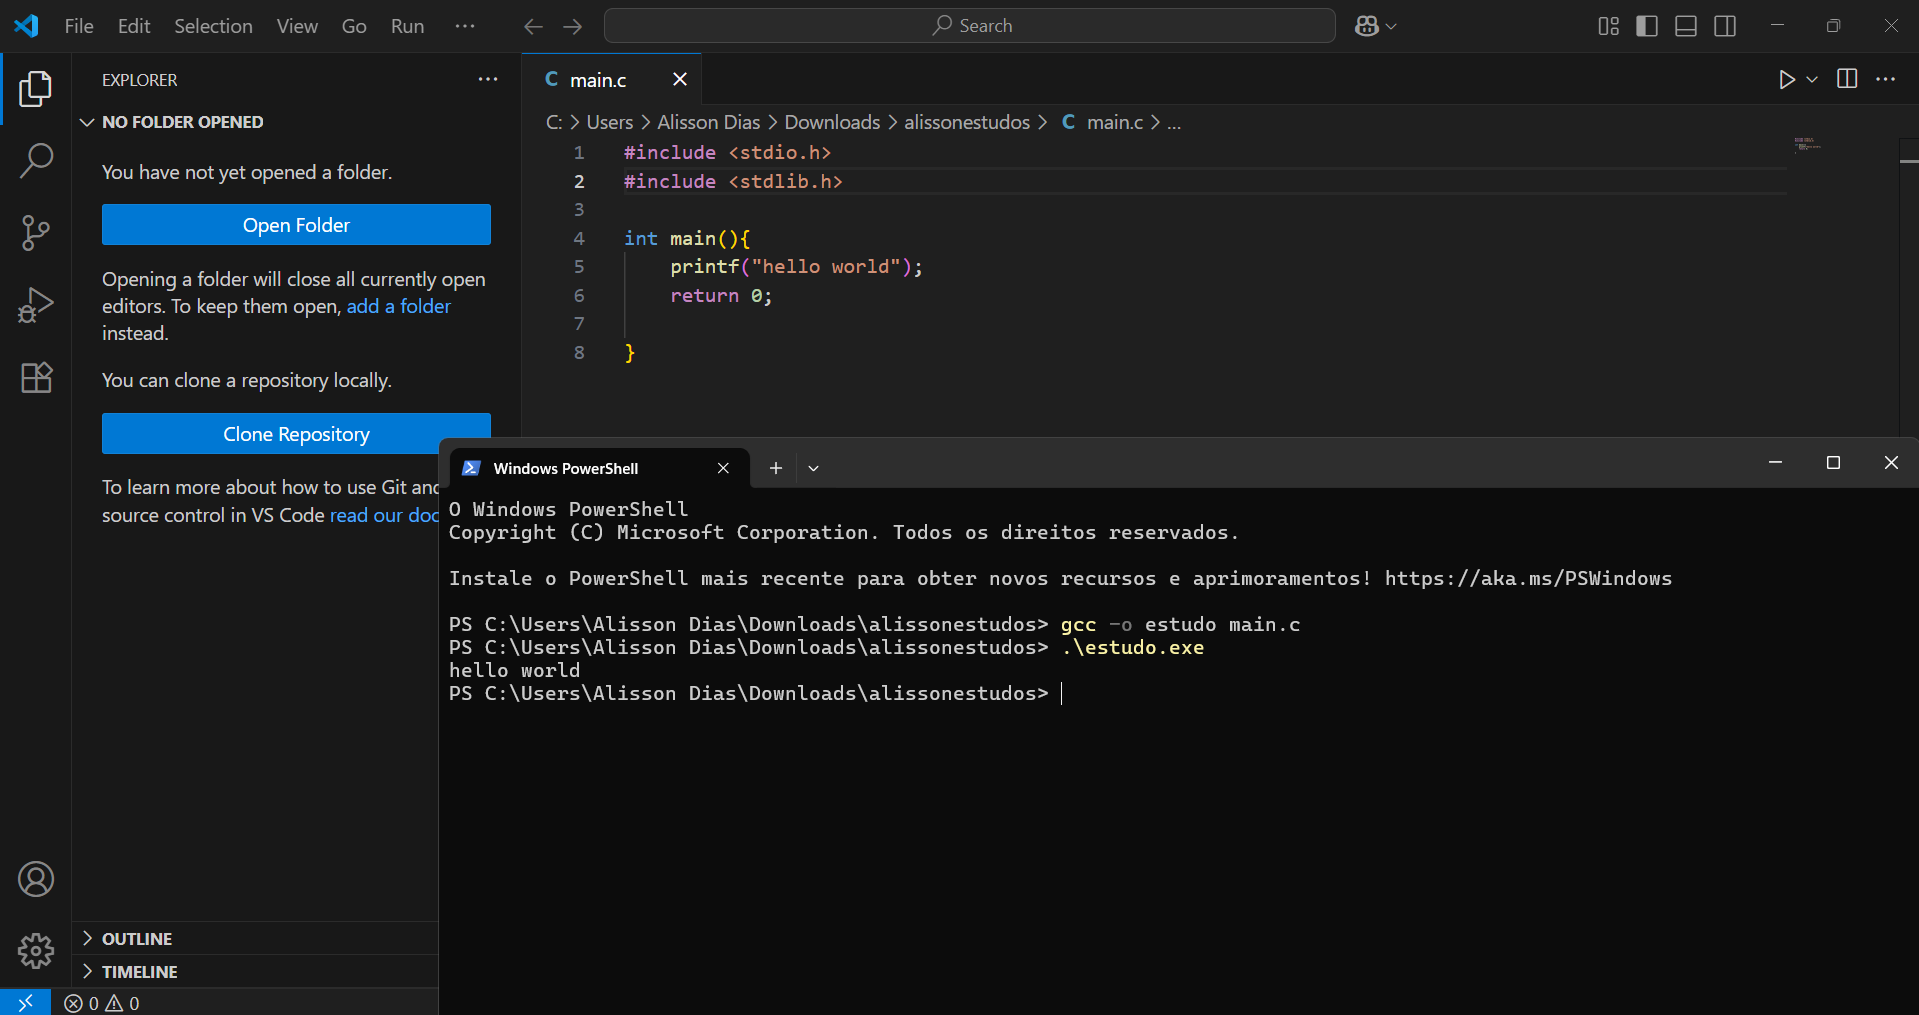 File Edit Selection View Go Run ···
Search
EXPLORER
NO FOLDER OPENED
You have not yet opened a folder.
Open Folder
Opening a folder will close all currently open
editors. To keep them open, add a folder
instead.
You can clone a repository locally.
Clone Repository
To learn more about how to use Git and
source control in VS Code read our doc
OUTLINE
TIMELINE
0 0
C main.c
C: > Users > Alisson Dias > Downloads > alissonestudos > C main.c > ...
1 #include <stdio.h>
2 #include <stdlib.h>
3
4 int main(){
5 printf("hello world");
6 return 0;
7
8 }
Windows PowerShell
O Windows PowerShell
Copyright (C) Microsoft Corporation. Todos os direitos reservados.
Instale o PowerShell mais recente para obter novos recursos e aprimoramentos! https://aka.ms/PSWindows
PS C:\Users\Alisson Dias\Downloads\alissonestudos> gcc -o estudo main.c
PS C:\Users\Alisson Dias\Downloads\alissonestudos> .\estudo.exe
hello world
PS C:\Users\Alisson Dias\Downloads\alissonestudos>